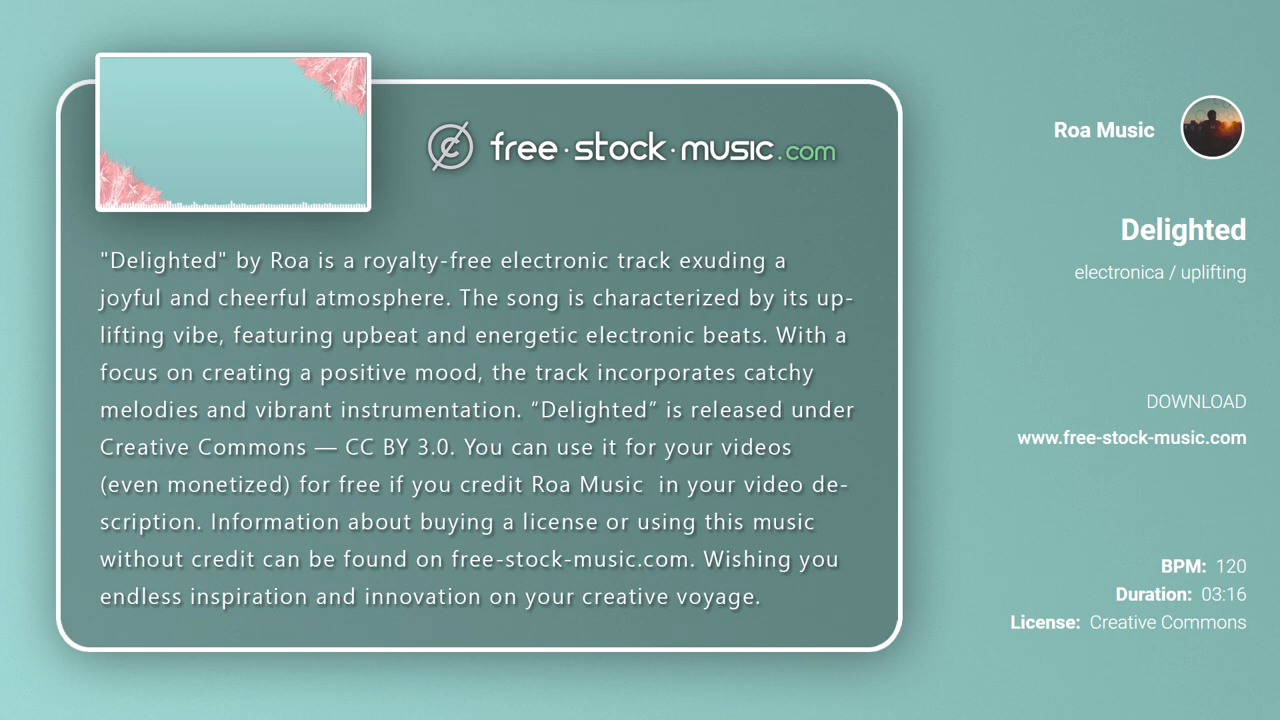 free·stock·music.com
"Delighted" by Roa is a royalty-free electronic track exuding a
joyful and cheerful atmosphere. The song is characterized by its up-
lifting vibe, featuring upbeat and energetic electronic beats. With a
focus on creating a positive mood, the track incorporates catchy
melodies and vibrant instrumentation. “Delighted” is released under
Creative Commons — CC BY 3.0. You can use it for your videos
(even monetized) for free if you credit Roa Music  in your video de-
scription. Information about buying a license or using this music
without credit can be found on free-stock-music.com. Wishing you
endless inspiration and innovation on your creative voyage.
Roa Music
Delighted
electronica / uplifting
DOWNLOAD
www.free-stock-music.com
BPM: 120
Duration: 03:16
License: Creative Commons